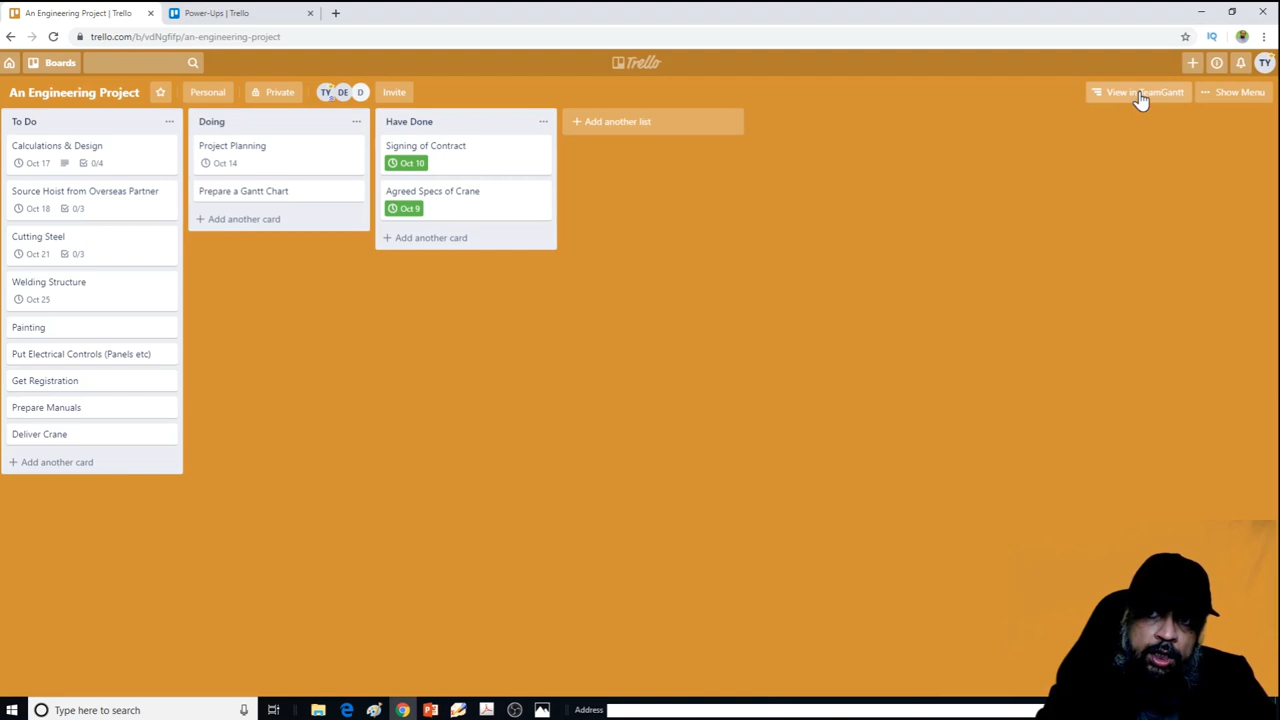 An Engineering Project | Trello
Power-Ups | Trello
trello.com/b/vdNgfifp/an-engineering-project
IQ
Boards
Trello
TY
An Engineering Project
Personal
Private
TY DE D
Invite
View in TeamGantt
Show Menu
To Do
Calculations & Design
Oct 17 0/4
Source Hoist from Overseas Partner
Oct 18 0/3
Cutting Steel
Oct 21 0/3
Welding Structure
Oct 25
Painting
Put Electrical Controls (Panels etc)
Get Registration
Prepare Manuals
Deliver Crane
+ Add another card
Doing
Project Planning
Oct 14
Prepare a Gantt Chart
+ Add another card
Have Done
Signing of Contract
Oct 10
Agreed Specs of Crane
Oct 9
+ Add another card
+ Add another list
Type here to search
Address